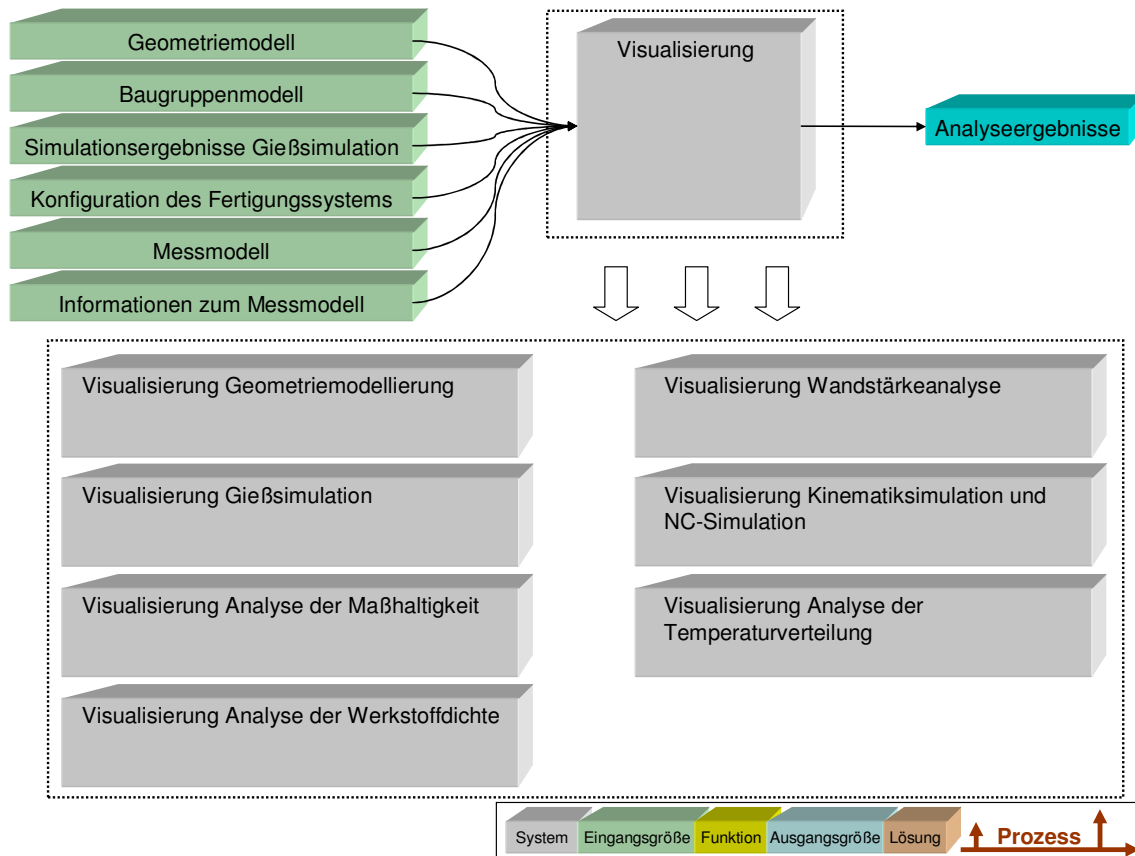 Geometriemodell
Baugruppenmodell
Simulationsergebnisse Gießsimulation
Konfiguration des Fertigungssystems
Messmodell
Informationen zum Messmodell
Visualisierung
Analyseergebnisse
Visualisierung Geometriemodellierung
Visualisierung Gießsimulation
Visualisierung Analyse der Maßhaltigkeit
Visualisierung Analyse der Werkstoffdichte
Visualisierung Wandstärkeanalyse
Visualisierung Kinematiksimulation und
NC-Simulation
Visualisierung Analyse der
Temperaturverteilung
System
Eingangsgröße
Funktion
Ausgangsgröße
Lösung
Prozess